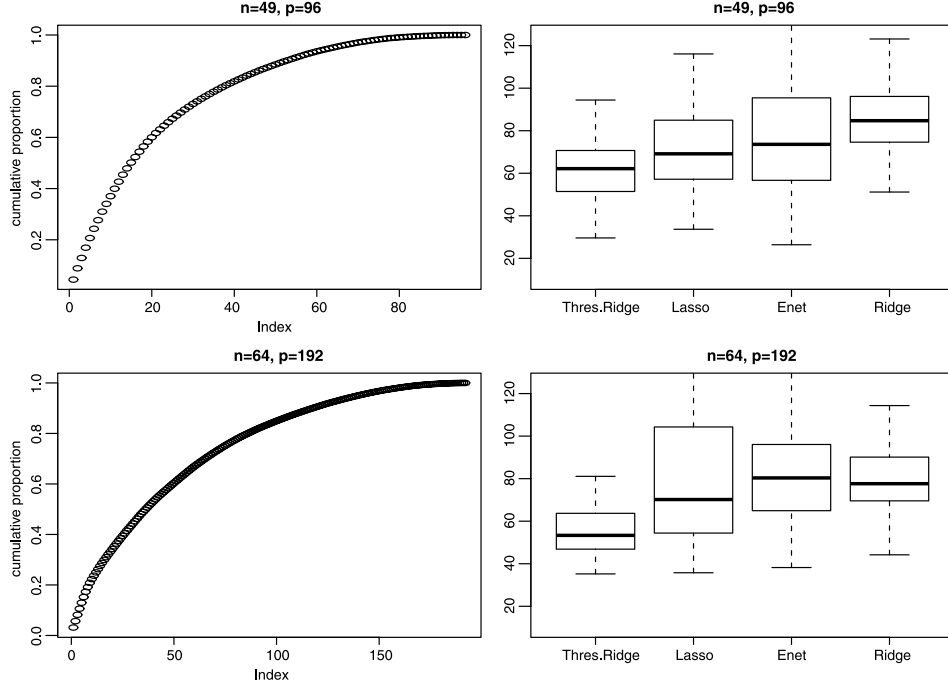 n=49, p=96
cumulative proportion
1.0
0.8
0.6
0.4
0.2
0 20 40 60 80
Index
n=49, p=96
120
100
80
60
40
20
Thres.Ridge Lasso Enet Ridge
n=64, p=192
cumulative proportion
1.0
0.8
0.6
0.4
0.2
0.0
0 50 100 150
Index
n=64, p=192
120
100
80
60
40
20
Thres.Ridge Lasso Enet Ridge